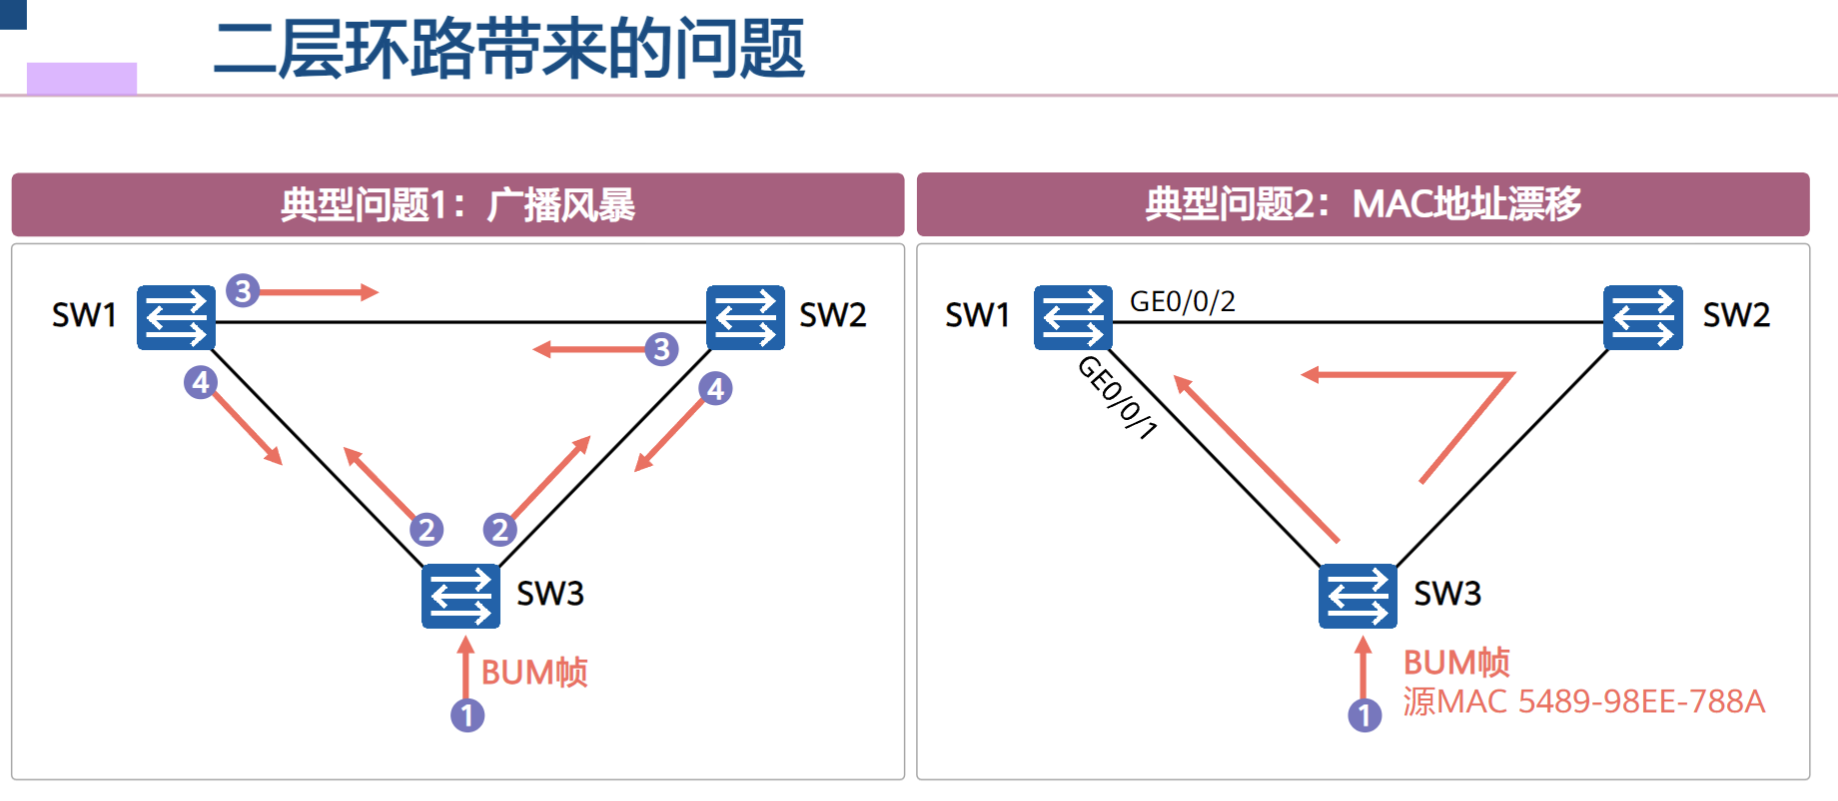 二层环路带来的问题
典型问题1：广播风暴
SW1
3
SW2
3
4
4
2
2
SW3
BUM帧
1
典型问题2：MAC地址漂移
SW1
GE0/0/2
SW2
GE0/0/1
SW3
BUM帧
源MAC 5489-98EE-788A
1